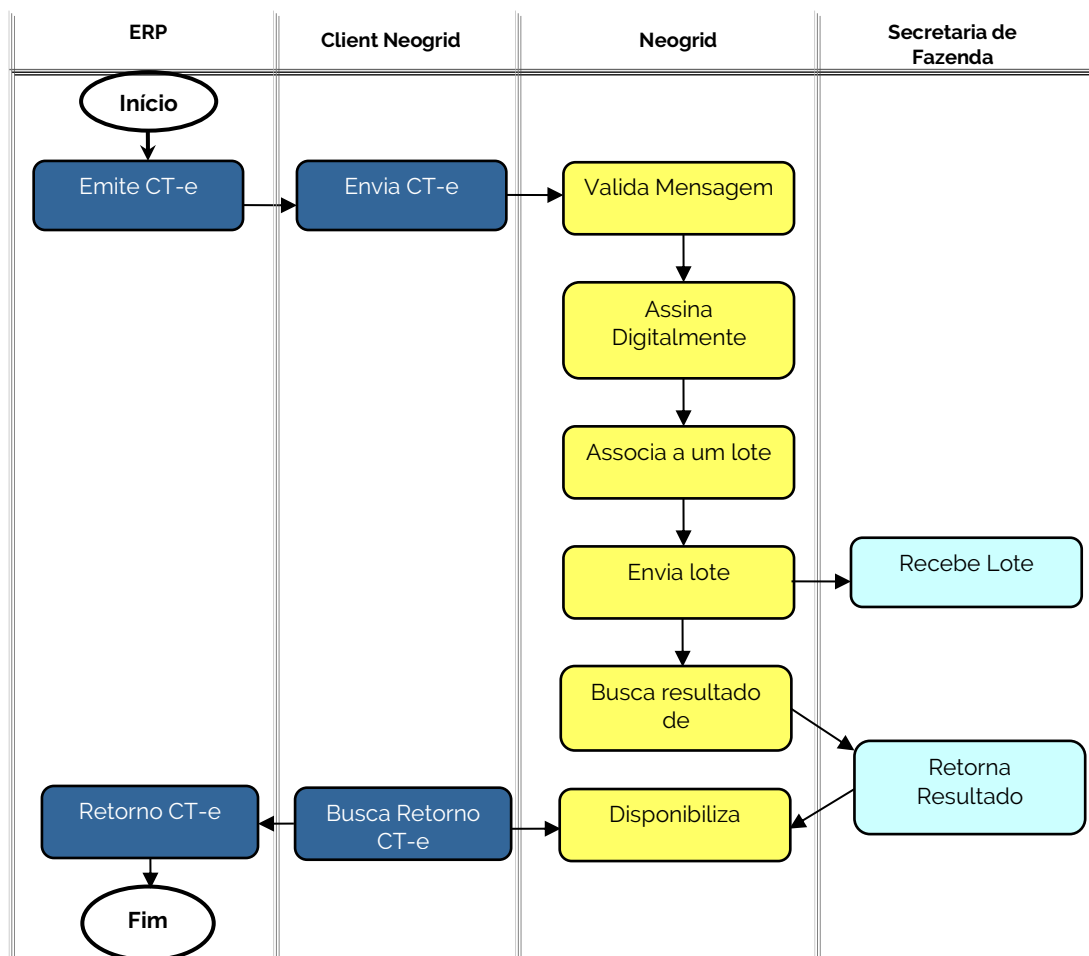 ERP
Client Neogrid
Neogrid
Secretaria de
Fazenda
Início
Emite CT-e
Envia CT-e
Valida Mensagem
Assina
Digitalmente
Associa a um lote
Envia lote
Recebe Lote
Busca resultado
de
Retorna
Resultado
Retorno CT-e
Busca Retorno
CT-e
Disponibiliza
Fim